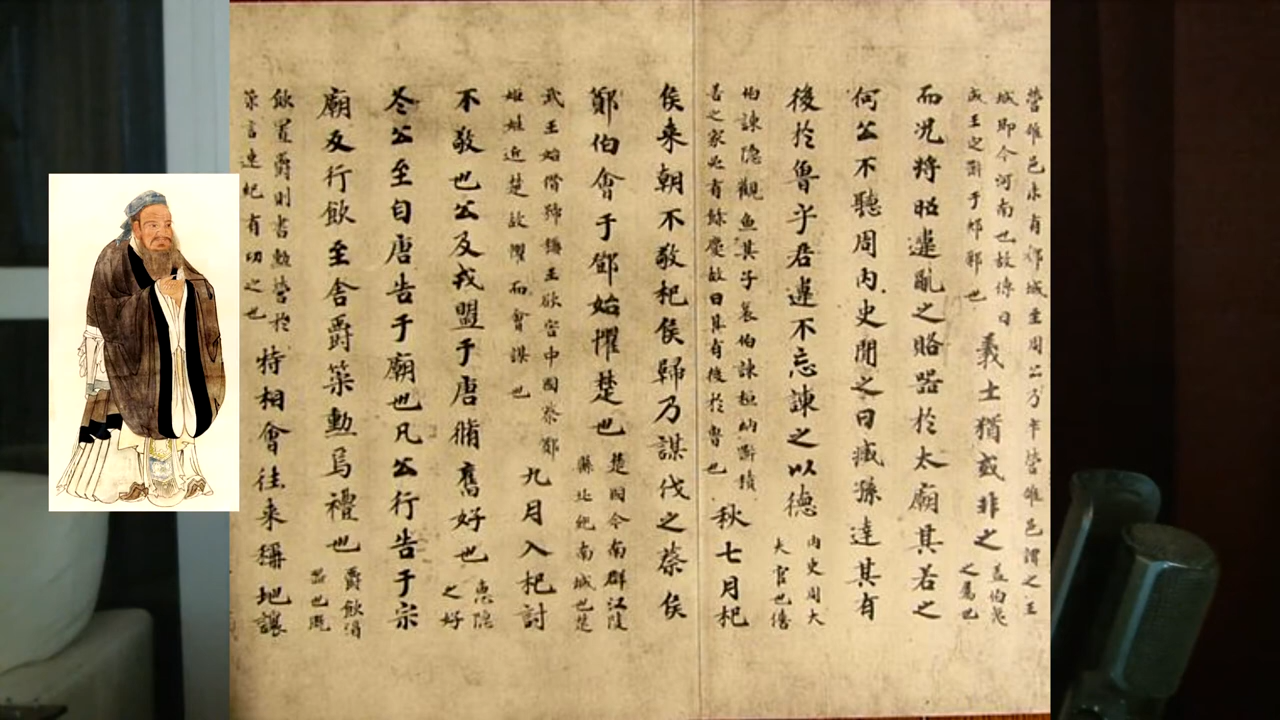 營雒邑未有都城至周公乃卒營雒邑謂之王
城即今河南也故傳曰
成王定鼎于郟鄏也
義士猶或非之
蓋伯夷
之屬也
而況將昭違亂之賂器於太廟其若之
何公不聽周內史聞之曰臧孫達其有
後於魯乎君違不忘諫之以德
內史周大
夫官也僖
伯諫隱觀魚其子哀伯諫桓納鼎積
善之家必有餘慶故曰其有後於魯也
秋七月杞
侯来朝不敬杞侯歸乃謀伐之蔡侯
鄭伯會于鄧始懼楚也
楚國今南群江陵
縣北紀南城也楚
武王始僭號稱王欲害中國蔡鄭
姬姓近楚故懼而會謀也
九月入杞討
不敬也公及戎盟于唐脩舊好也
惠隱
之好
冬公至自唐告于廟也凡公行告于宗
廟反行飲至舍爵策勳焉禮也
爵飲酒
器也既
飲置爵則書勲勞於
策言速紀有功之也
特相會往来稱地讓